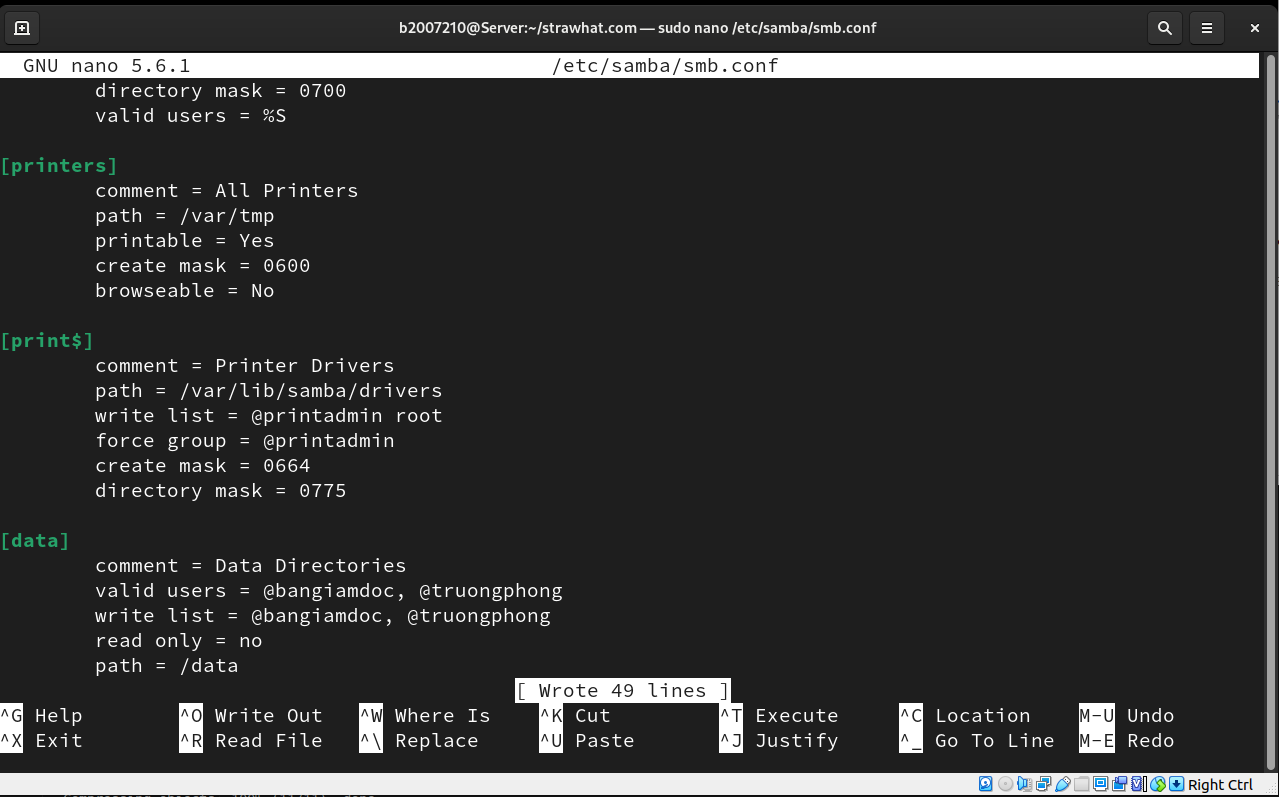 b2007210@Server:~/strawhat.com — sudo nano /etc/samba/smb.conf
GNU nano 5.6.1 /etc/samba/smb.conf
directory mask = 0700
valid users = %S
[printers]
comment = All Printers
path = /var/tmp
printable = Yes
create mask = 0600
browseable = No
[print$]
comment = Printer Drivers
path = /var/lib/samba/drivers
write list = @printadmin root
force group = @printadmin
create mask = 0664
directory mask = 0775
[data]
comment = Data Directories
valid users = @bangiamdoc, @truongphong
write list = @bangiamdoc, @truongphong
read only = no
path = /data
[ Wrote 49 lines ]
^G Help ^O Write Out ^W Where Is ^K Cut ^T Execute ^C Location M-U Undo
^X Exit ^R Read File ^\ Replace ^U Paste ^J Justify ^_ Go To Line M-E Redo
Right Ctrl